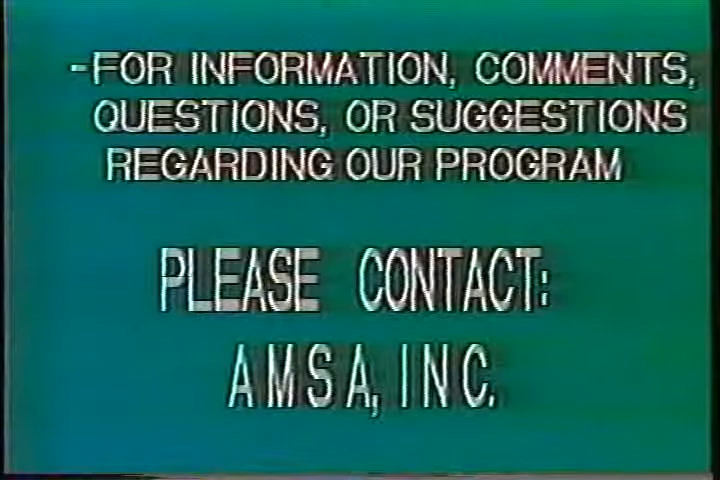 -FOR INFORMATION, COMMENTS,
QUESTIONS, OR SUGGESTIONS
REGARDING OUR PROGRAM
PLEASE CONTACT:
AMSA, INC.